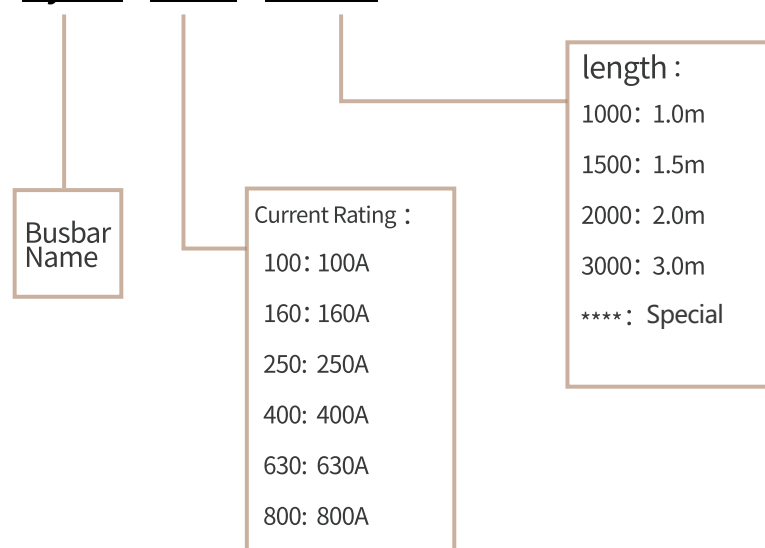 Busbar
Name
Current Rating：
100：100A
160：160A
250: 250A
400: 400A
630: 630A
800: 800A
length：
1000：1.0m
1500：1.5m
2000：2.0m
3000：3.0m
****：Special